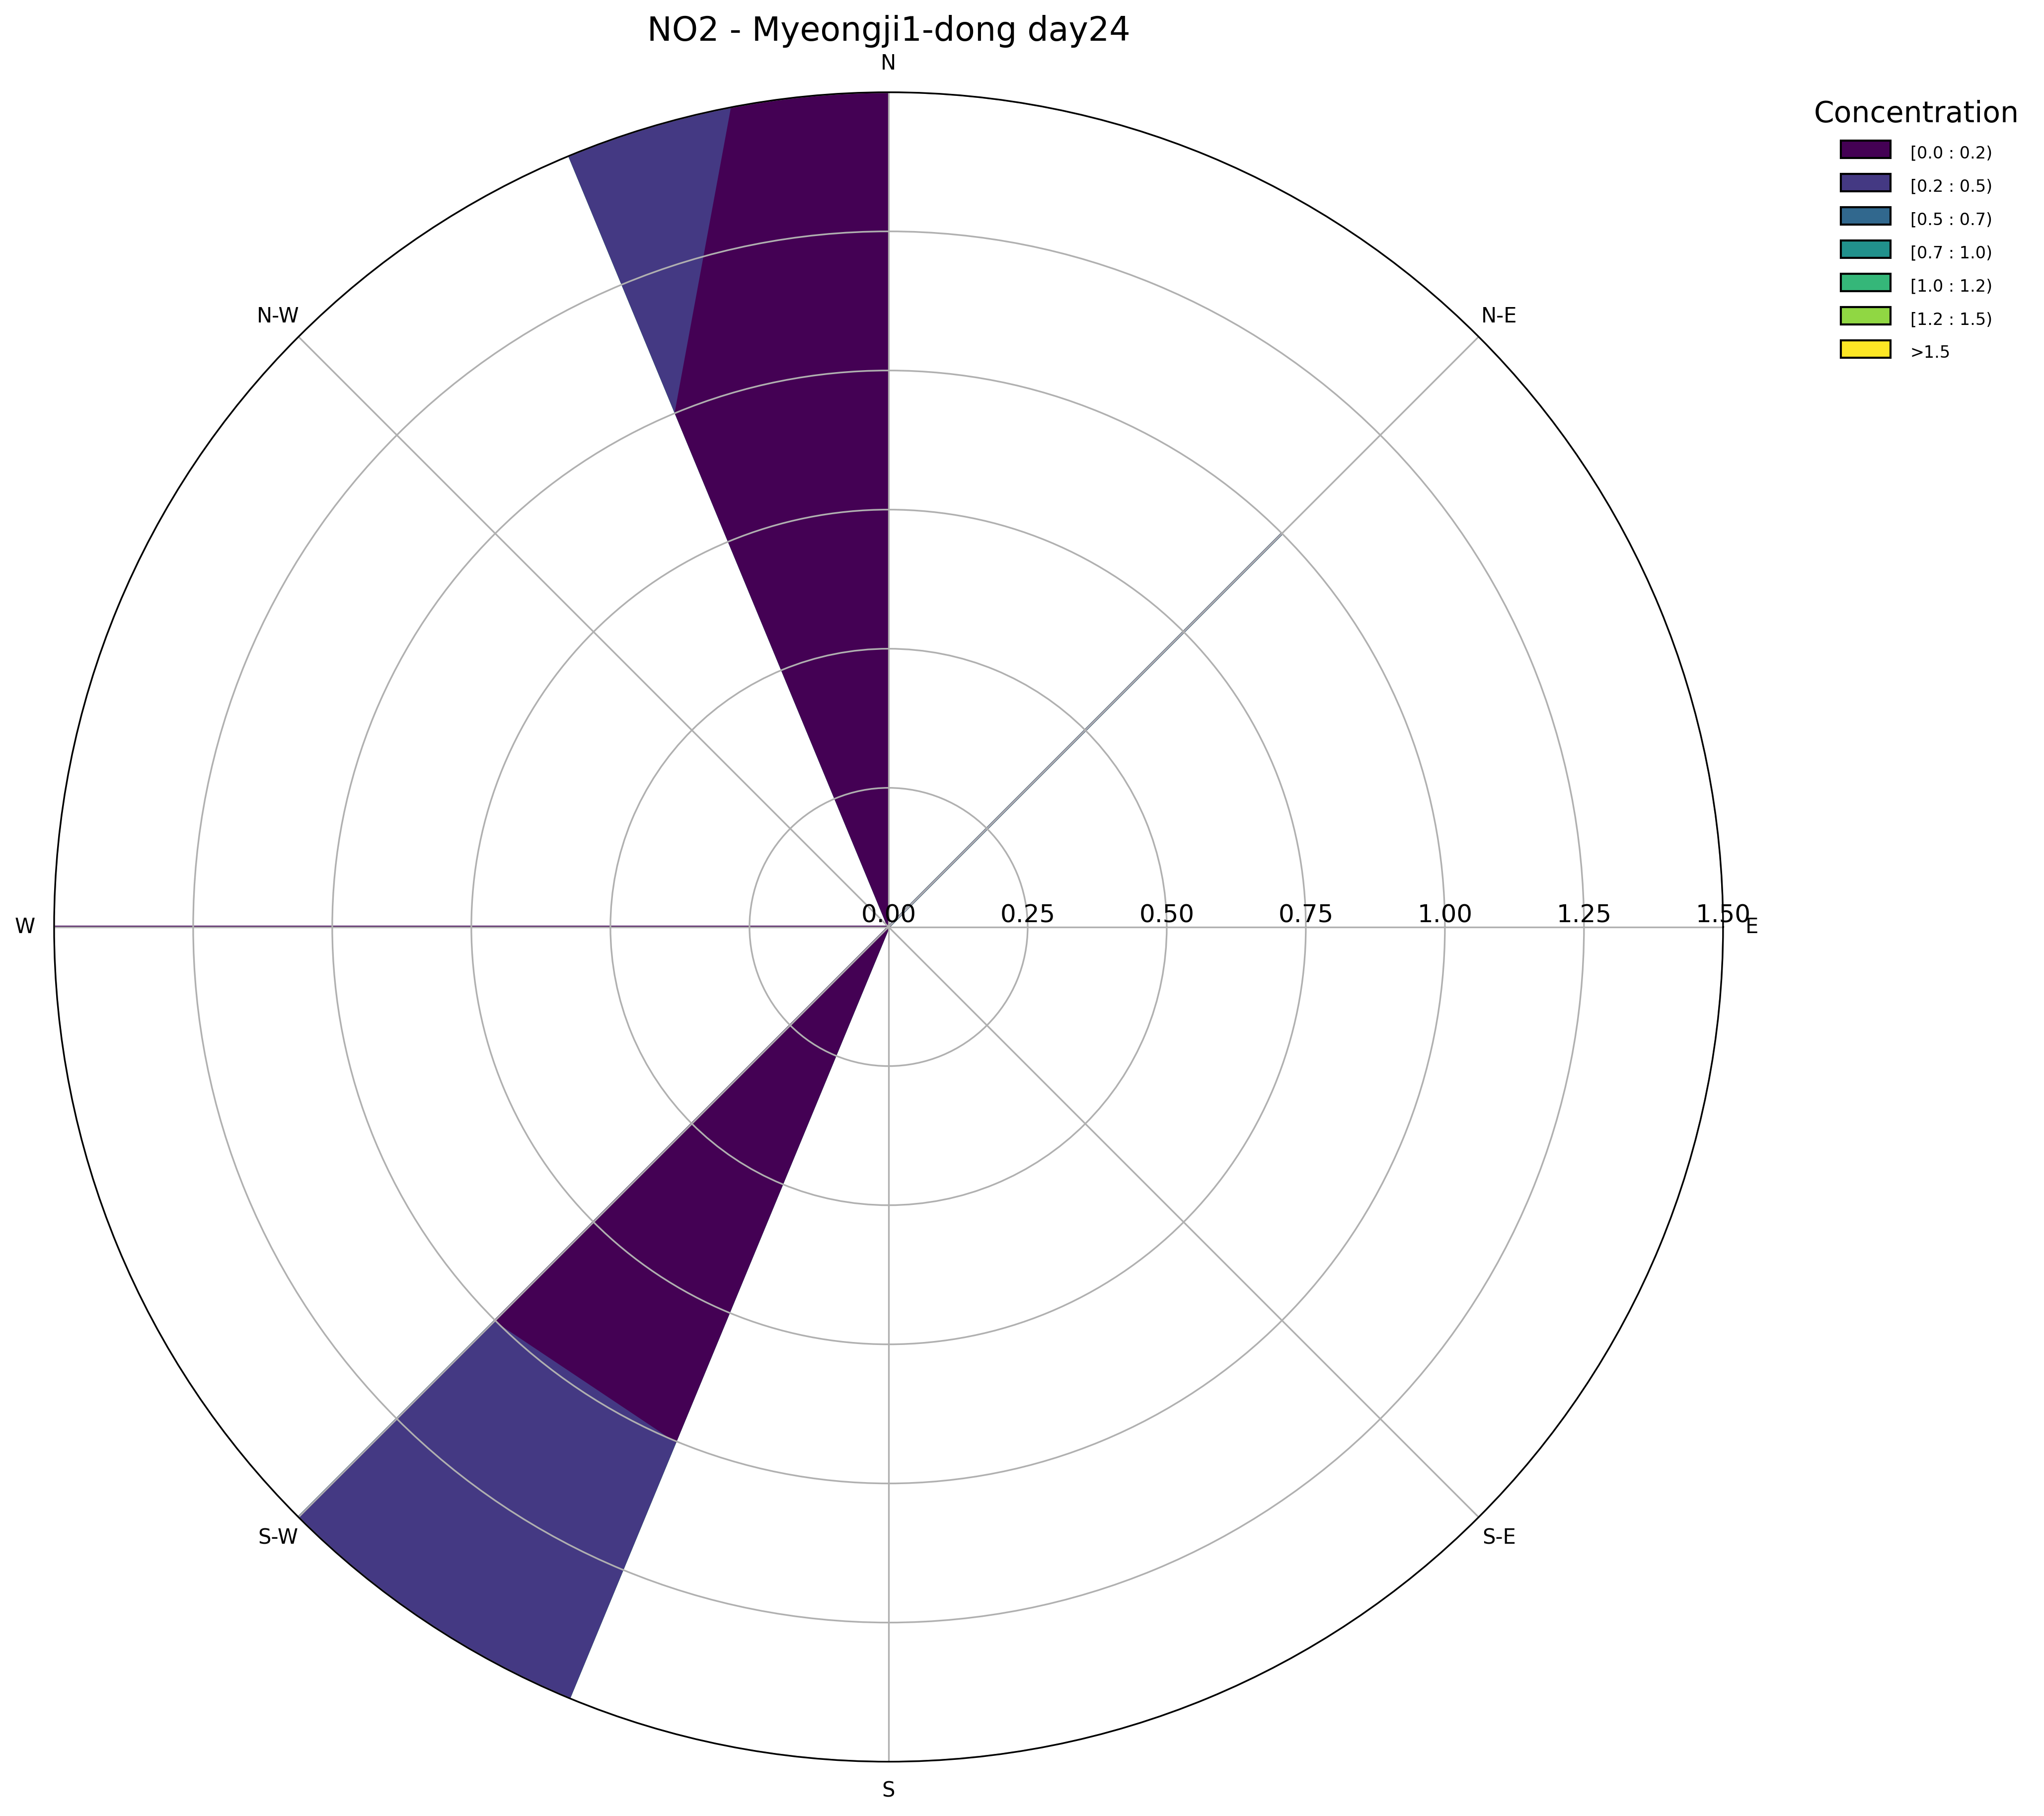 NO2 - Myeongji1-dong day24
N
Concentration
[0.0 : 0.2)
[0.2 : 0.5)
[0.5 : 0.7)
[0.7 : 1.0)
[1.0 : 1.2)
[1.2 : 1.5)
>1.5
N-W
N-E
0.00 0.25 0.50 0.75 1.00 1.25 1.50
W
E
S-W
S-E
S